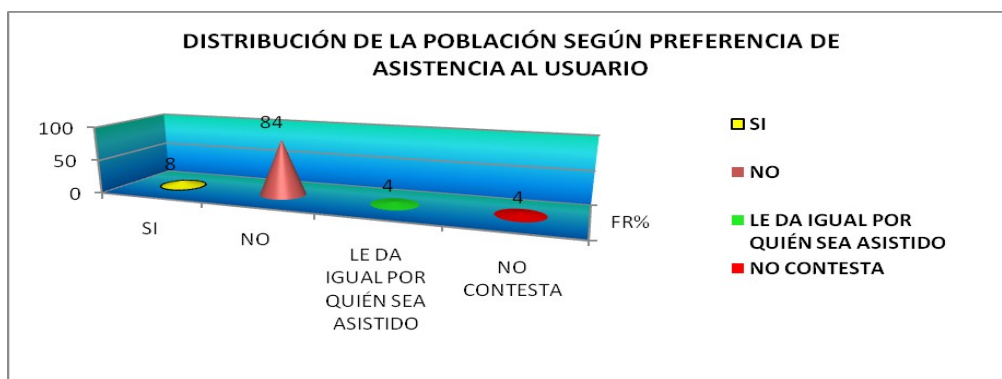 DISTRIBUCIÓN DE LA POBLACIÓN SEGÚN PREFERENCIA DE
ASISTENCIA AL USUARIO
100
50
0
8
84
4
4
SI
NO
LE DA
IGUAL POR
QUIÉN SEA
ASISTIDO
NO
CONTESTA
FR%
SI
NO
LE DA IGUAL POR
QUIÉN SEA ASISTIDO
NO CONTESTA